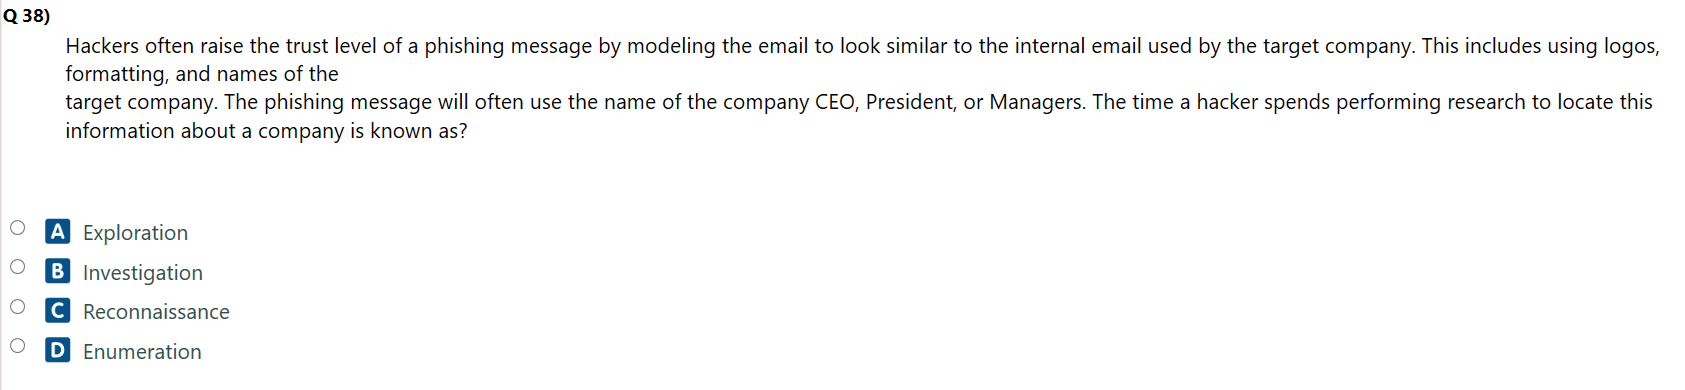 Q 38)
Hackers often raise the trust level of a phishing message by modeling the email to look similar to the internal email used by the target company. This includes using logos,
formatting, and names of the
target company. The phishing message will often use the name of the company CEO, President, or Managers. The time a hacker spends performing research to locate this
information about a company is known as?
A Exploration
B Investigation
C Reconnaissance
D Enumeration